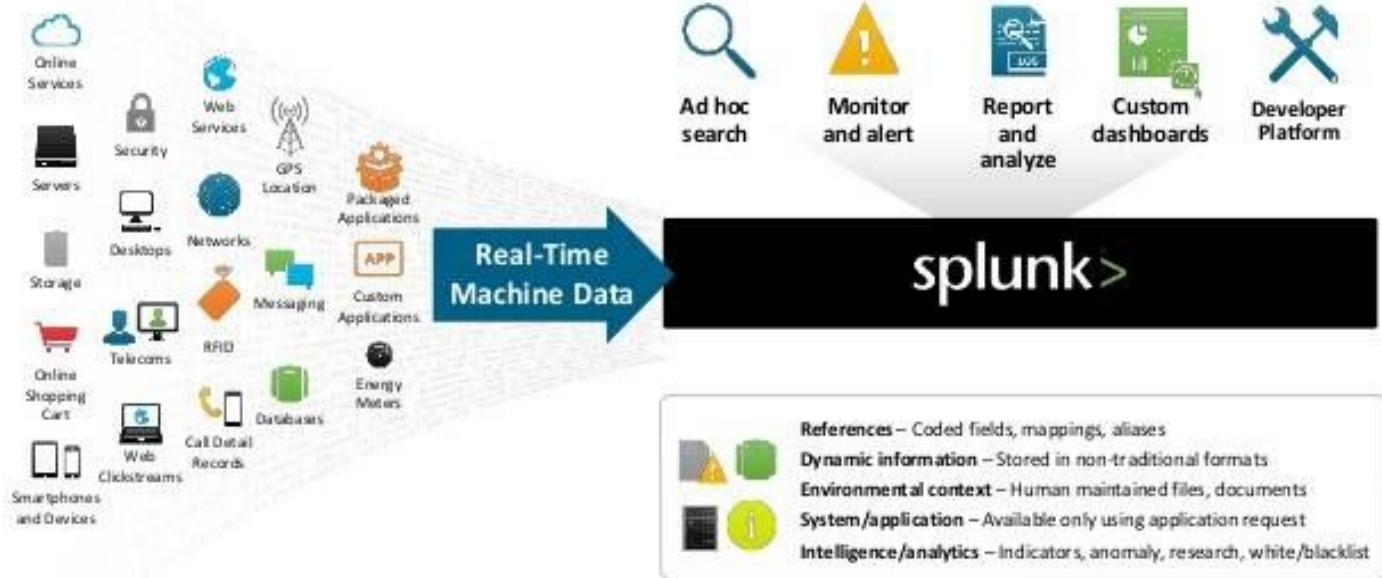 Online
Services
Servers
Storage
Online
Shopping
Cart
Smartphones
and Devices
Security
Desktops
Telecoms
Web
Clickstreams
Web
Services
Networks
RFID
Call Detail
Records
GPS
Location
Messaging
Databases
Packaged
Applications
APP
Custom
Applications
Energy
Meters
Real-Time
Machine Data
Ad hoc
search
Monitor
and alert
LOG
Report
and
analyze
Custom
dashboards
Developer
Platform
splunk>
References – Coded fields, mappings, aliases
Dynamic information – Stored in non-traditional formats
Environmental context – Human maintained files, documents
System/application – Available only using application request
Intelligence/analytics – Indicators, anomaly, research, white/blacklist